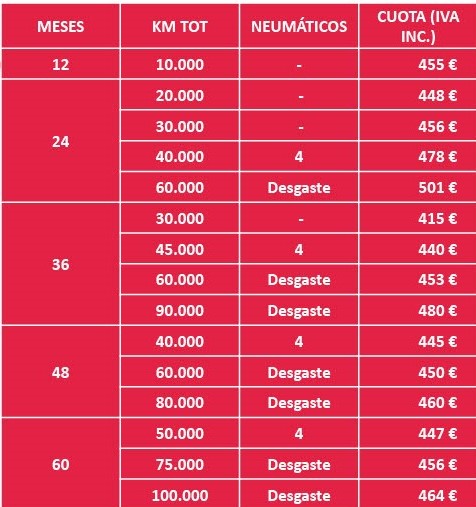 MESES KM TOT NEUMÁTICOS CUOTA (IVA INC.)
12 10.000 - 455 €
24 20.000 - 448 €
30.000 - 456 €
40.000 4 478 €
60.000 Desgaste 501 €
36 30.000 - 415 €
45.000 4 440 €
60.000 Desgaste 453 €
90.000 Desgaste 480 €
48 40.000 4 445 €
60.000 Desgaste 450 €
80.000 Desgaste 460 €
60 50.000 4 447 €
75.000 Desgaste 456 €
100.000 Desgaste 464 €